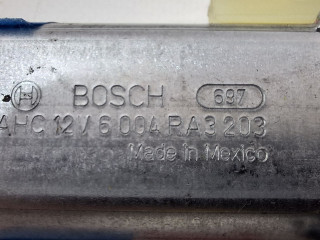 BOSCH 697
AHC 12V 6 004 RA3 203
Made in Mexico